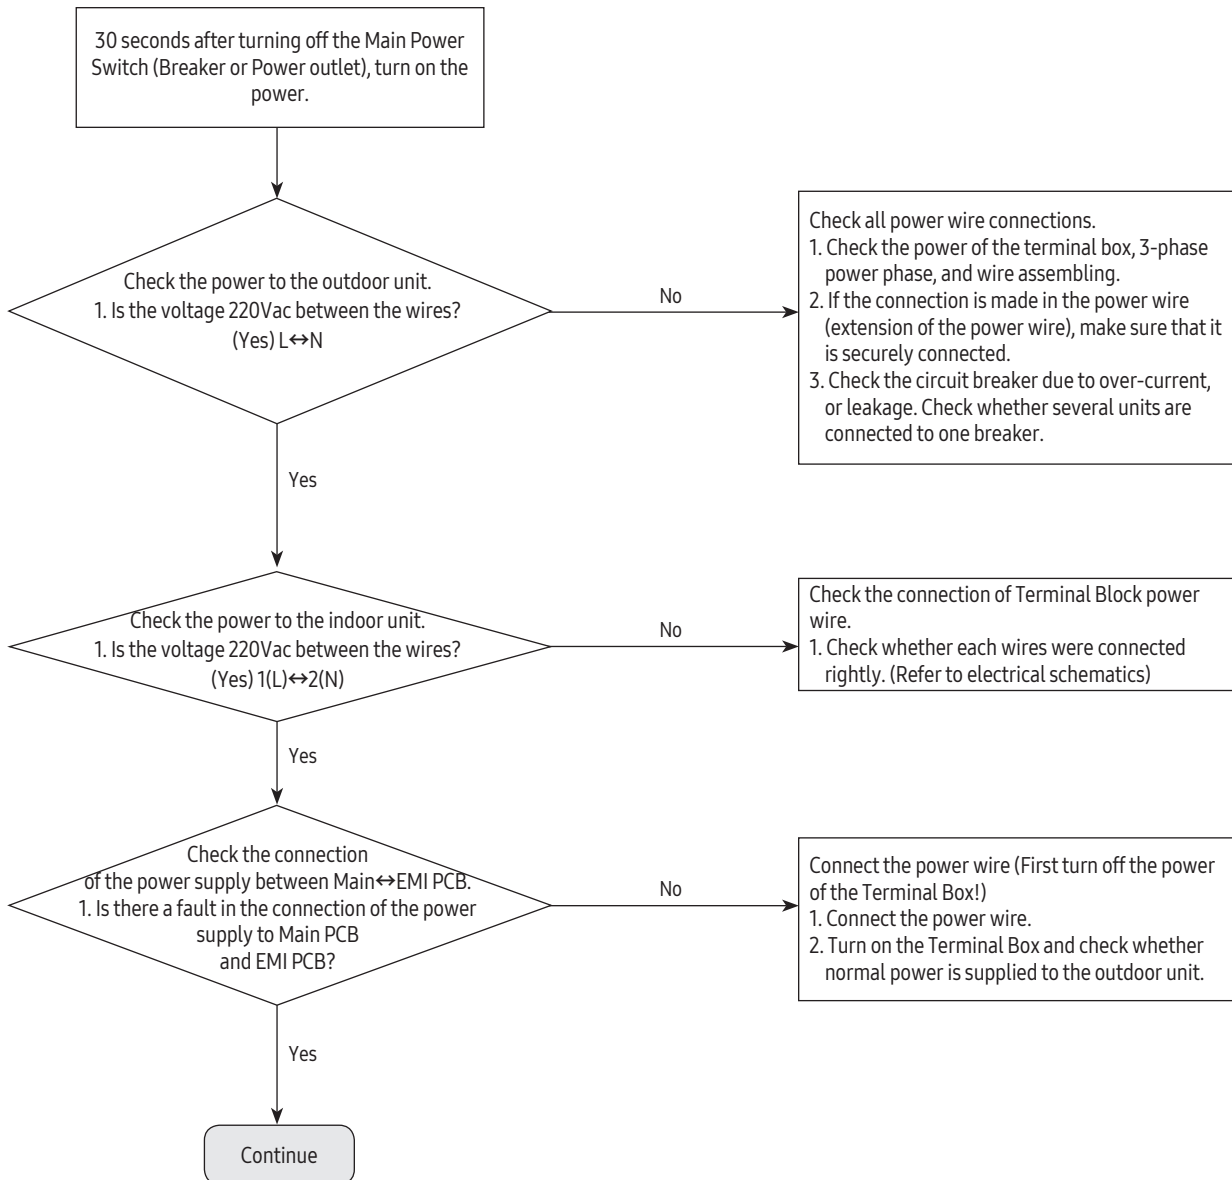 30 seconds after turning off the Main Power
Switch (Breaker or Power outlet), turn on the
power.
Check the power to the outdoor unit.
1. Is the voltage 220Vac between the wires?
(Yes) L↔N
No
Check all power wire connections.
1. Check the power of the terminal box, 3-phase
power phase, and wire assembling.
2. If the connection is made in the power wire
(extension of the power wire), make sure that it
is securely connected.
3. Check the circuit breaker due to over-current,
or leakage. Check whether several units are
connected to one breaker.
Yes
Check the power to the indoor unit.
1. Is the voltage 220Vac between the wires?
(Yes) 1(L)↔2(N)
No
Check the connection of Terminal Block power
wire.
1. Check whether each wires were connected
rightly. (Refer to electrical schematics)
Yes
Check the connection
of the power supply between Main↔EMI PCB.
1. Is there a fault in the connection of the power
supply to Main PCB
and EMI PCB?
No
Connect the power wire (First turn off the power
of the Terminal Box!)
1. Connect the power wire.
2. Turn on the Terminal Box and check whether
normal power is supplied to the outdoor unit.
Yes
Continue